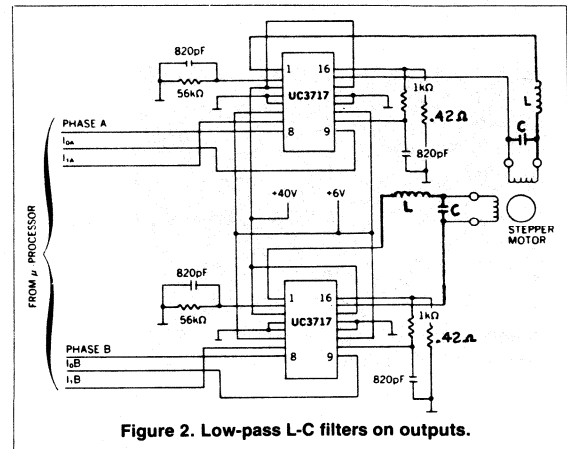 820pF
56kΩ
1 16
UC3717
8 9
1kΩ
.42Ω
820pF
L
C
PHASE A
I₀A
I₁A
+40V +6V
L
C
STEPPER
MOTOR
FROM µ-PROCESSOR
820pF
56kΩ
1 16
UC3717
8 9
1kΩ
.42Ω
820pF
PHASE B
I₀B
I₁B
Figure 2. Low-pass L-C filters on outputs.